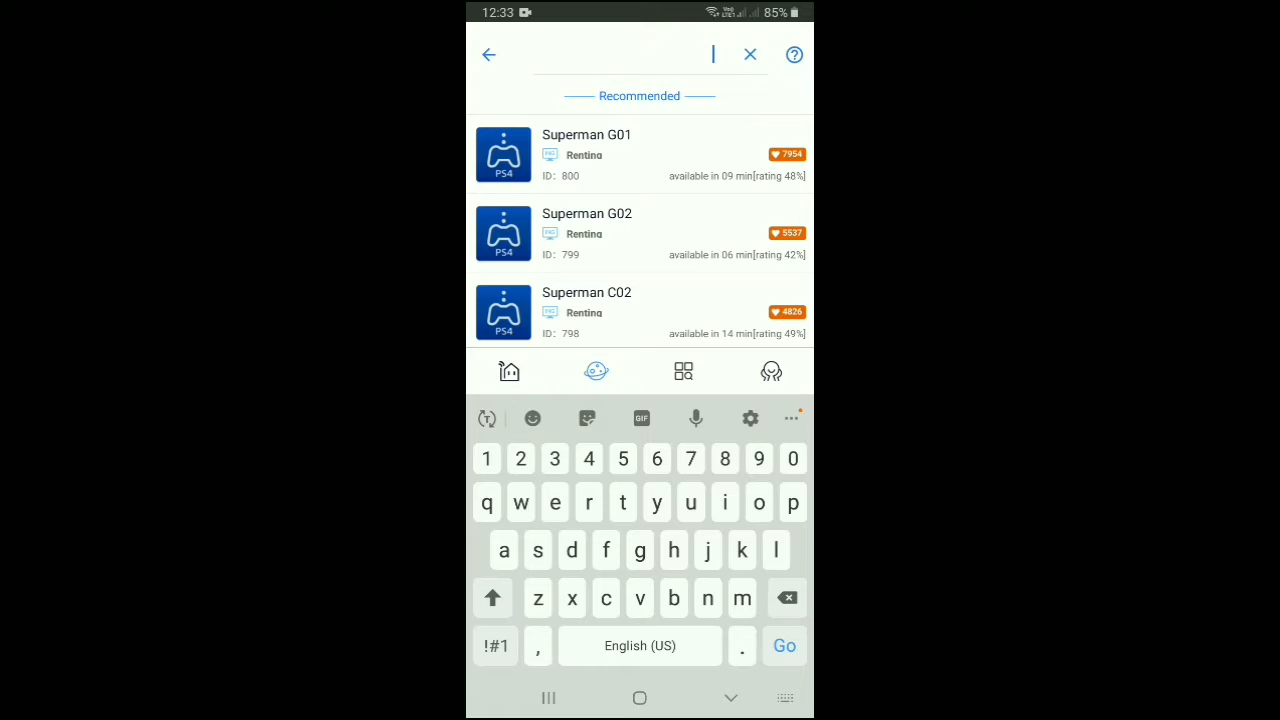 12:33 85%
Recommended
Superman G01
PS4 Renting 7954
ID: 800 available in 09 min[rating 48%]
Superman G02
PS4 Renting 5537
ID: 799 available in 06 min[rating 42%]
Superman C02
PS4 Renting 4826
ID: 798 available in 14 min[rating 49%]
T GIF
1 2 3 4 5 6 7 8 9 0
q w e r t y u i o p
a s d f g h j k l
z x c v b n m
!#1 , English (US) . Go